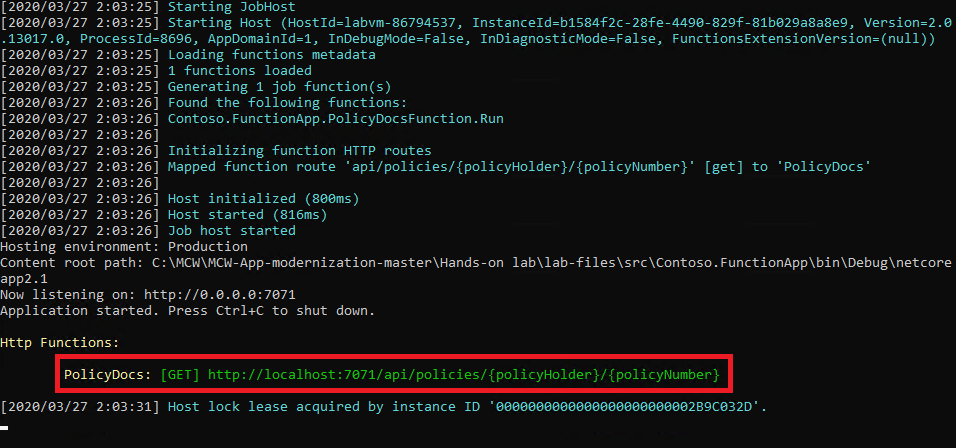 [2020/03/27 2:03:25] Starting JobHost
[2020/03/27 2:03:25] Starting Host (HostId=labvm-86794537, InstanceId=b1584f2c-28fe-4490-829f-81b029a8a8e9, Version=2.0
.13017.0, ProcessId=8696, AppDomainId=1, InDebugMode=False, InDiagnosticMode=False, FunctionsExtensionVersion=(null))
[2020/03/27 2:03:25] Loading functions metadata
[2020/03/27 2:03:25] 1 functions loaded
[2020/03/27 2:03:25] Generating 1 job function(s)
[2020/03/27 2:03:26] Found the following functions:
[2020/03/27 2:03:26] Contoso.FunctionApp.PolicyDocsFunction.Run
[2020/03/27 2:03:26]
[2020/03/27 2:03:26] Initializing function HTTP routes
[2020/03/27 2:03:26] Mapped function route 'api/policies/{policyHolder}/{policyNumber}' [get] to 'PolicyDocs'
[2020/03/27 2:03:26]
[2020/03/27 2:03:26] Host initialized (800ms)
[2020/03/27 2:03:26] Host started (816ms)
[2020/03/27 2:03:26] Job host started
Hosting environment: Production
Content root path: C:\MCW\MCW-App-modernization-master\Hands-on lab\lab-files\src\Contoso.FunctionApp\bin\Debug\netcore
app2.1
Now listening on: http://0.0.0.0:7071
Application started. Press Ctrl+C to shut down.
Http Functions:
PolicyDocs: [GET] http://localhost:7071/api/policies/{policyHolder}/{policyNumber}
[2020/03/27 2:03:31] Host lock lease acquired by instance ID '0000000000000000000000002B9C032D'.